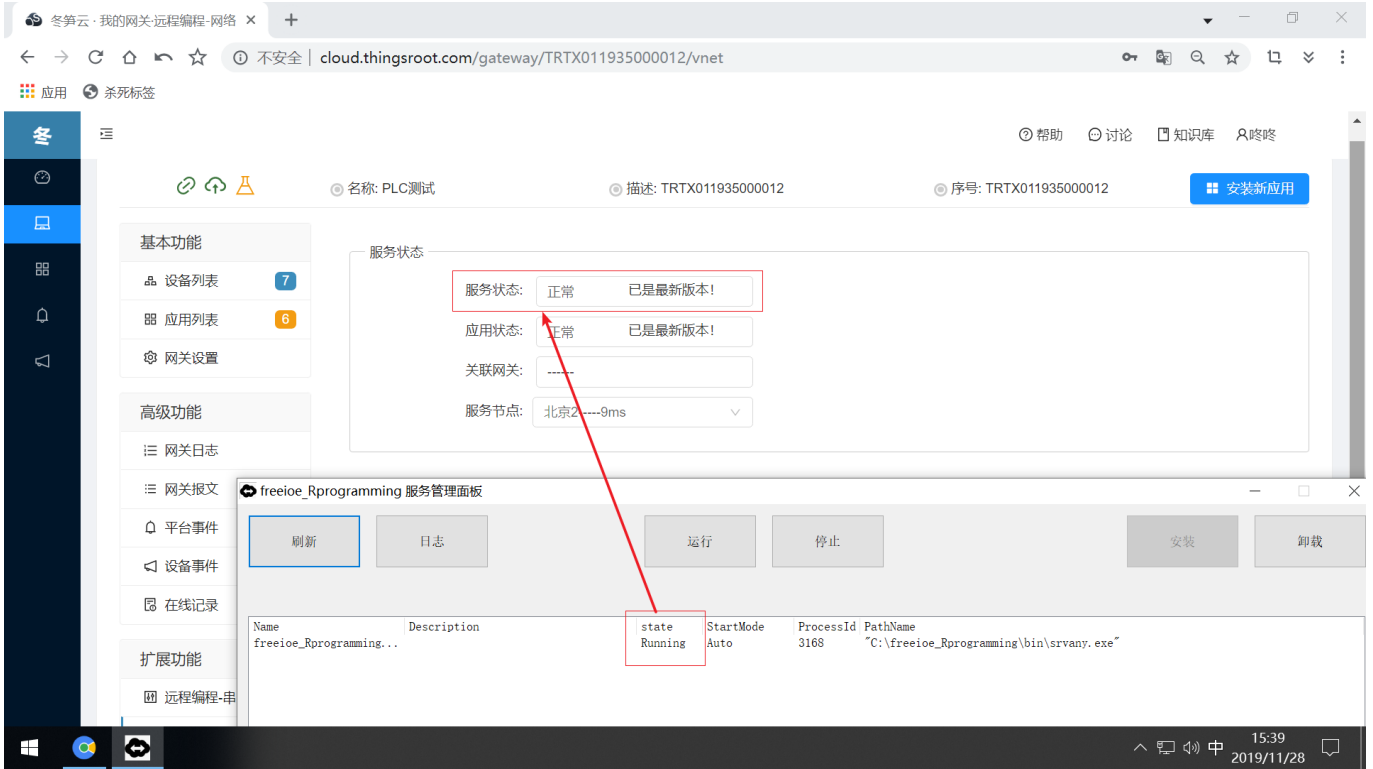 冬笋云 · 我的网关·远程编程-网络
不安全 | cloud.thingsroot.com/gateway/TRTX011935000012/vnet
应用 杀死标签
冬 帮助 讨论 知识库 咚咚
名称: PLC测试 描述: TRTX011935000012 序号: TRTX011935000012 安装新应用
基本功能
设备列表 7
应用列表 6
网关设置
高级功能
网关日志
网关报文
平台事件
设备事件
在线记录
扩展功能
远程编程-串
服务状态
服务状态: 正常 已是最新版本!
应用状态: 正常 已是最新版本!
关联网关: ------
服务节点: 北京2-----9ms
freeioe_Rprogramming 服务管理面板
刷新 日志 运行 停止 安装 卸载
Name Description state StartMode ProcessId PathName
freeioe_Rprogramming... Running Auto 3168 "C:\freeioe_Rprogramming\bin\srvany.exe"
中 15:39
2019/11/28